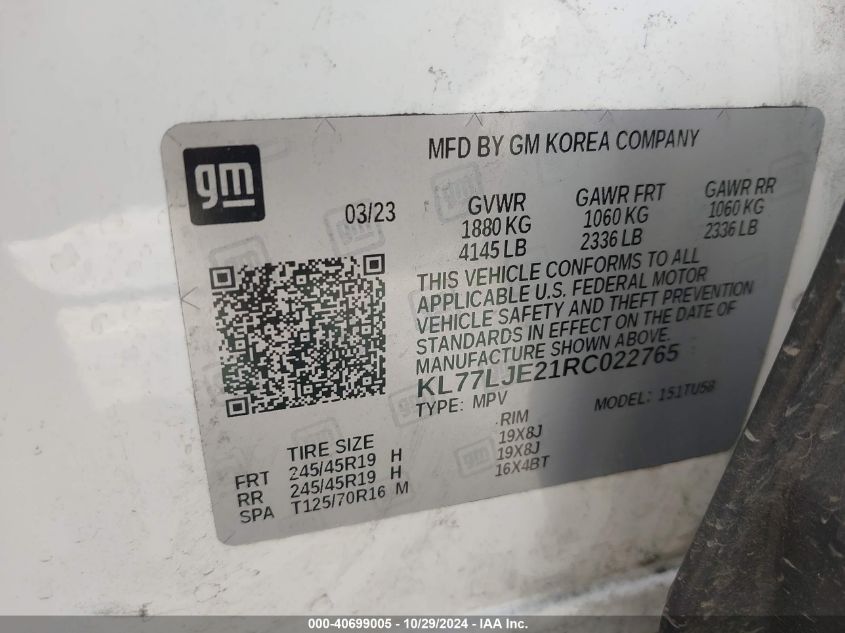 gm
MFD BY GM KOREA COMPANY
03/23
GVWR GAWR FRT GAWR RR
1880 KG 1060 KG 1060 KG
4145 LB 2336 LB 2336 LB
THIS VEHICLE CONFORMS TO ALL
APPLICABLE U.S. FEDERAL MOTOR
VEHICLE SAFETY AND THEFT PREVENTION
STANDARDS IN EFFECT ON THE DATE OF
MANUFACTURE SHOWN ABOVE.
KL77LJE21RC022765
TYPE: MPV MODEL: 151TU58
TIRE SIZE RIM
FRT 245/45R19 H 19X8J
RR 245/45R19 H 19X8J
SPA T125/70R16 M 16X4BT
000-40699005 - 10/29/2024 - IAA Inc.